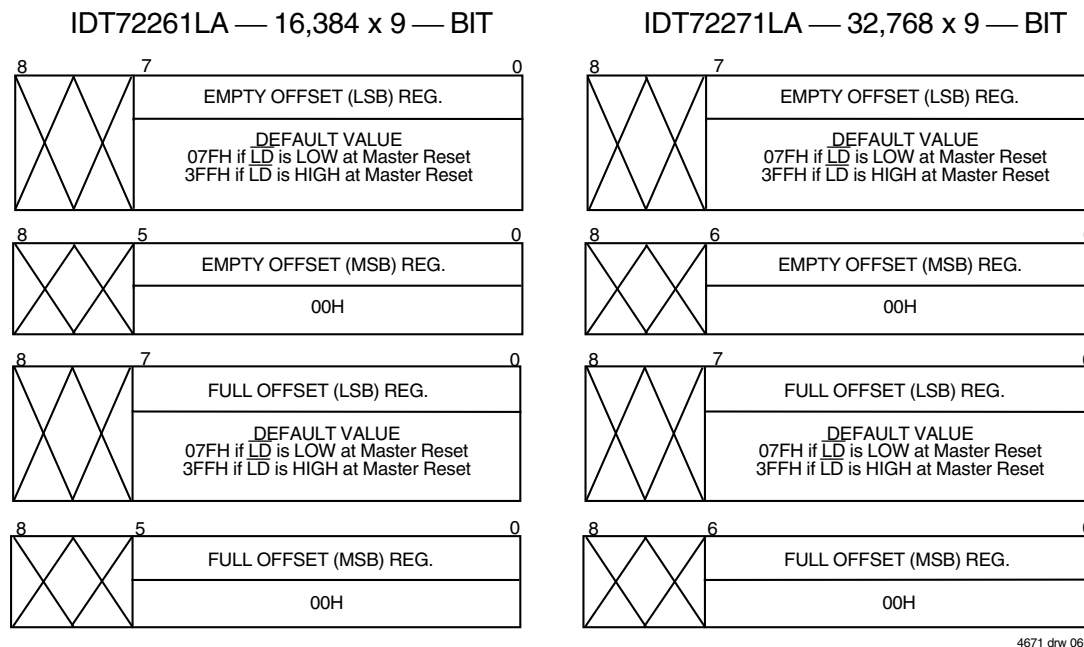 IDT72261LA — 16,384 x 9 — BIT
8 7 0
EMPTY OFFSET (LSB) REG.
DEFAULT VALUE
07FH if LD is LOW at Master Reset
3FFH if LD is HIGH at Master Reset
8 5 0
EMPTY OFFSET (MSB) REG.
00H
8 7 0
FULL OFFSET (LSB) REG.
DEFAULT VALUE
07FH if LD is LOW at Master Reset
3FFH if LD is HIGH at Master Reset
8 5 0
FULL OFFSET (MSB) REG.
00H
IDT72271LA — 32,768 x 9 — BIT
8 7
EMPTY OFFSET (LSB) REG.
DEFAULT VALUE
07FH if LD is LOW at Master Reset
3FFH if LD is HIGH at Master Reset
8 6
EMPTY OFFSET (MSB) REG.
00H
8 7
FULL OFFSET (LSB) REG.
DEFAULT VALUE
07FH if LD is LOW at Master Reset
3FFH if LD is HIGH at Master Reset
8 6
FULL OFFSET (MSB) REG.
00H
4671 drw 06